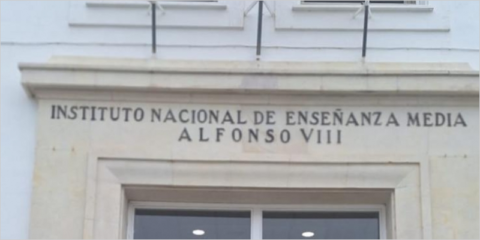 INSTITUTO NACIONAL DE ENSEÑANZA MEDIA
ALFONSO VIII